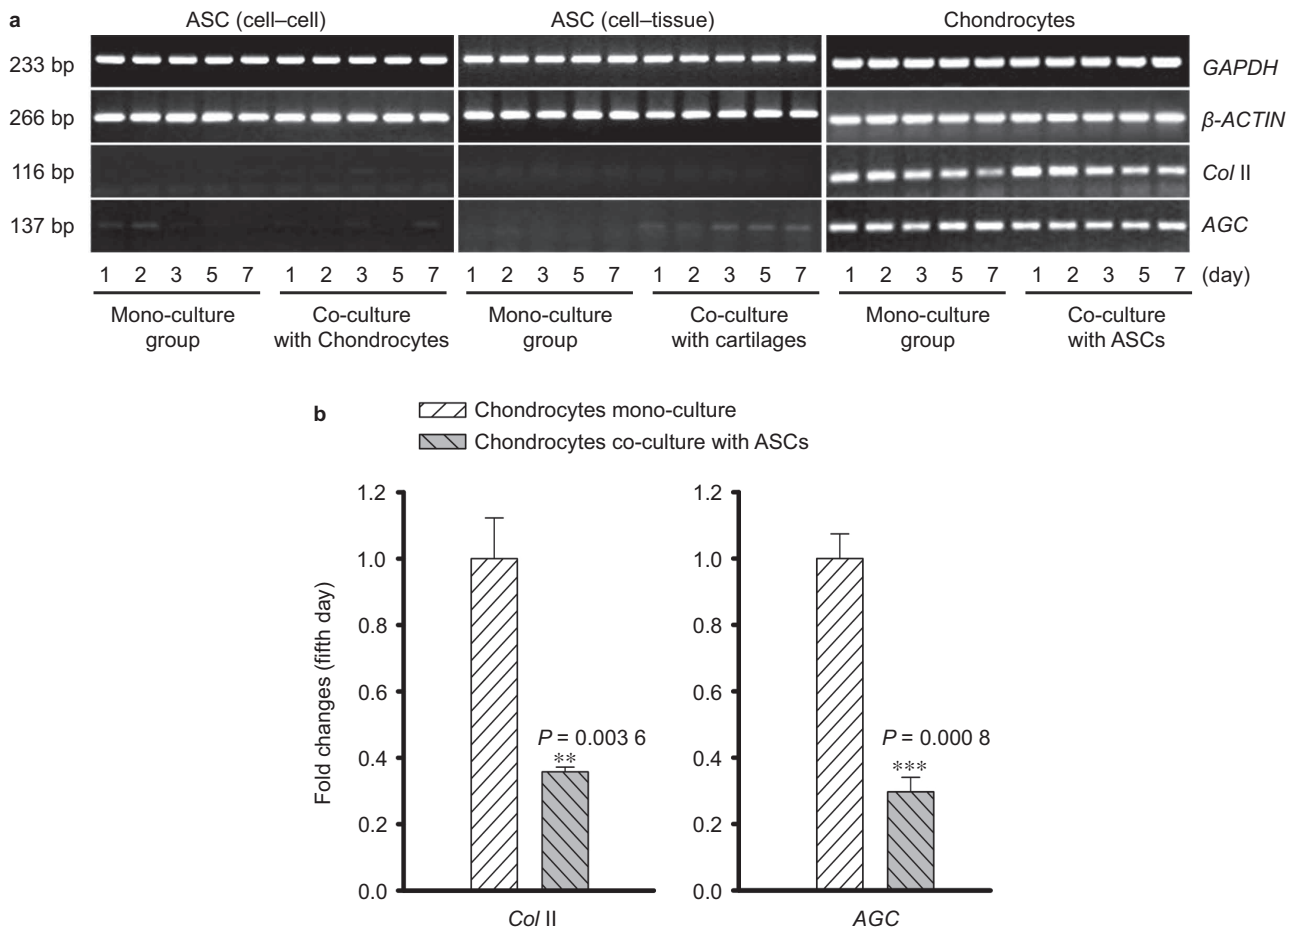 a
ASC (cell–cell) ASC (cell–tissue) Chondrocytes
233 bp GAPDH
266 bp β-ACTIN
116 bp Col II
137 bp AGC
1 2 3 5 7 1 2 3 5 7 1 2 3 5 7 1 2 3 5 7 1 2 3 5 7 1 2 3 5 7 (day)
Mono-culture Co-culture Mono-culture Co-culture Mono-culture Co-culture
group with Chondrocytes group with cartilages group with ASCs
b
Chondrocytes mono-culture
Chondrocytes co-culture with ASCs
Fold changes (fifth day)
1.2
1.0
0.8
0.6
0.4
0.2
0.0
P = 0.003 6
**
Col II
1.2
1.0
0.8
0.6
0.4
0.2
0.0
P = 0.000 8
***
AGC